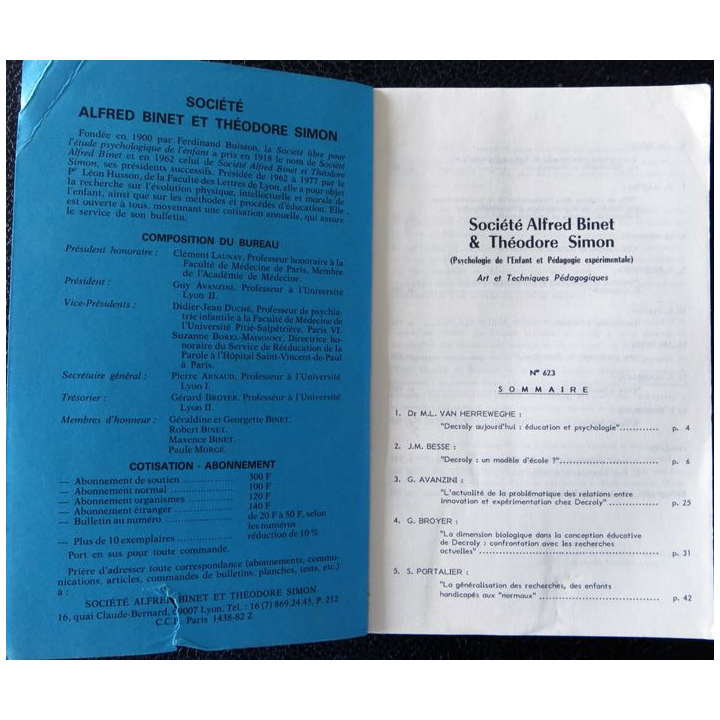 SOCIÉTÉ
ALFRED BINET ET THÉODORE SIMON
Fondée en 1900 par Ferdinand Buisson, la Société libre pour
l'étude psychologique de l'enfant a pris en 1918 le nom de Société
Alfred Binet et en 1962 celui de Société Alfred Binet et Théodore
Simon, ses présidents successifs. Présidée de 1962 à 1977 par le
Pr Léon Husson, de la Faculté des Lettres de Lyon, elle a pour objet
la recherche sur l'évolution physique, intellectuelle et morale de
l'enfant, ainsi que sur les méthodes et procédés d'éducation. Elle
est ouverte à tous, moyennant une cotisation annuelle, qui assure
le service de son bulletin.
COMPOSITION DU BUREAU
Président honoraire : Clément LAUNAY, Professeur honoraire à la
Faculté de Médecine de Paris, Membre
de l'Académie de Médecine.
Président : Guy AVANZINI, Professeur à l'Université
Lyon II.
Vice-Présidents : Didier-Jean DUCHÉ, Professeur de psychia-
trie infantile à la Faculté de Médecine de
l'Université Pitié-Salpétrière, Paris VI.
Suzanne BOREL-MAISONNY, Directrice ho-
noraire du Service de Rééducation de la
Parole à l'Hôpital Saint-Vincent-de-Paul
à Paris.
Secrétaire général : Pierre ARNAUD, Professeur à l'Université
Lyon I.
Trésorier : Gérard BROYER, Professeur à l'Université
Lyon II.
Membres d'honneur : Géraldine et Georgette BINET.
Robert BINET.
Maxence BINET.
Paule MORGÉ.
COTISATION - ABONNEMENT
— Abonnement de soutien ................ 300 F
— Abonnement normal .................... 100 F
— Abonnement organismes ............... 120 F
— Abonnement étranger .................. 140 F
— Bulletin au numéro .................... de 20 F à 50 F, selon
les numéros
— Plus de 10 exemplaires ................ réduction de 10 %
Port en sus pour toute commande.
Prière d'adresser toute correspondance (abonnements, commu-
nications, articles, commandes de bulletins, planches, tests, etc.)
à :
SOCIÉTÉ ALFRED BINET ET THÉODORE SIMON
16, quai Claude-Bernard, 69007 Lyon. Tél. : 16 (7) 869.24.45, P. 212
C.C.P. Paris 1438-82 Z
Société Alfred Binet
& Théodore Simon
(Psychologie de l'Enfant et Pédagogie expérimentale)
Art et Techniques Pédagogiques
N° 623
SOMMAIRE
1. Dr M.L. VAN HERREWEGHE :
"Decroly aujourd'hui : éducation et psychologie"............ p. 4
2. J.M. BESSE :
"Decroly : un modèle d'école ?"............................ p. 6
3. G. AVANZINI :
"L'actualité de la problématique des relations entre
innovation et expérimentation chez Decroly"................ p. 25
4. G. BROYER :
"La dimension biologique dans la conception éducative
de Decroly : confrontation avec les recherches
actuelles"................................................. p. 31
5. S. PORTALIER :
"La généralisation des recherches, des enfants
handicapés aux "normaux" .................................. p. 42